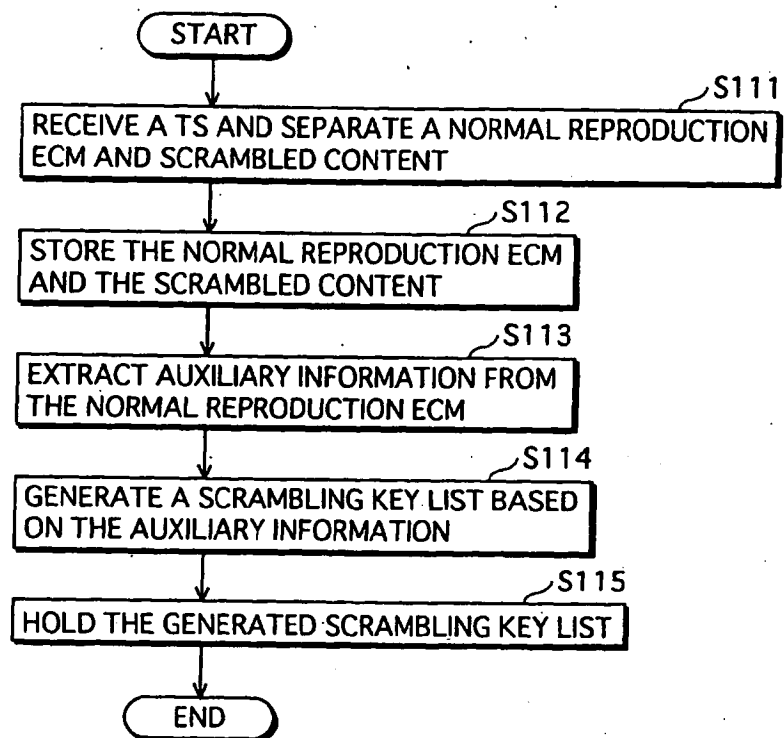 START
S111
RECEIVE A TS AND SEPARATE A NORMAL REPRODUCTION
ECM AND SCRAMBLED CONTENT
S112
STORE THE NORMAL REPRODUCTION ECM
AND THE SCRAMBLED CONTENT
S113
EXTRACT AUXILIARY INFORMATION FROM
THE NORMAL REPRODUCTION ECM
S114
GENERATE A SCRAMBLING KEY LIST BASED
ON THE AUXILIARY INFORMATION
S115
HOLD THE GENERATED SCRAMBLING KEY LIST
END